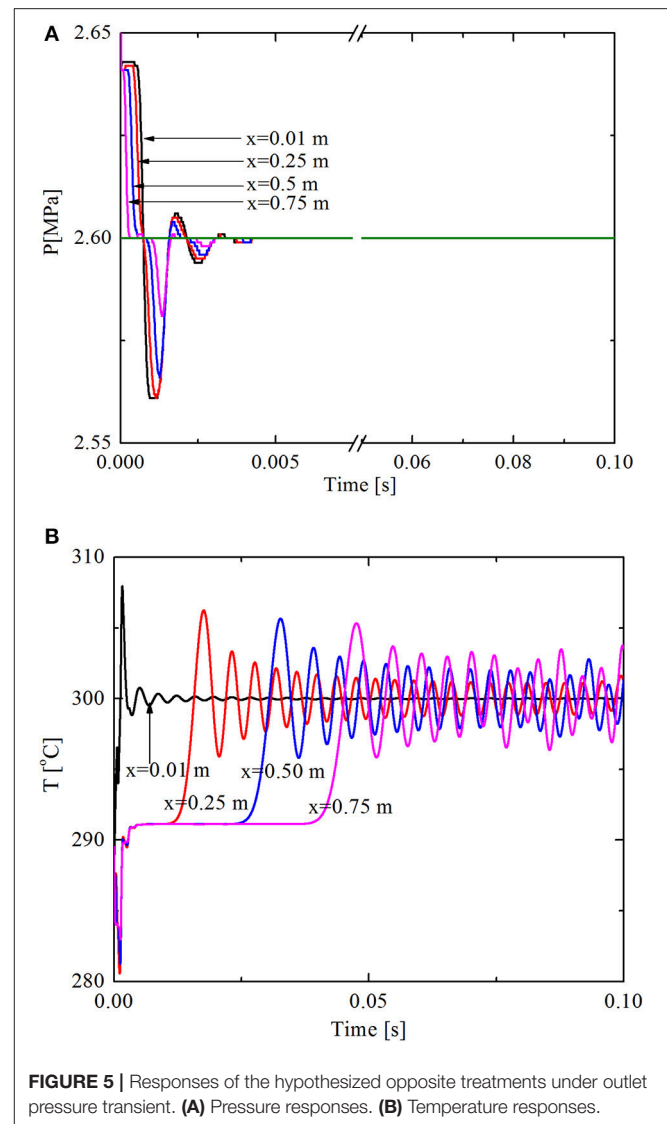 A
2.65
x=0.01 m
x=0.25 m
x=0.5 m
x=0.75 m
P[MPa]
2.60
2.55
0.000 0.005 0.06 0.08 0.10
Time [s]
B
310
T [°C]
300
x=0.01 m
x=0.50 m
x=0.25 m
x=0.75 m
290
280
0.00 0.05 0.10
Time [s]
FIGURE 5 | Responses of the hypothesized opposite treatments under outlet
pressure transient. (A) Pressure responses. (B) Temperature responses.